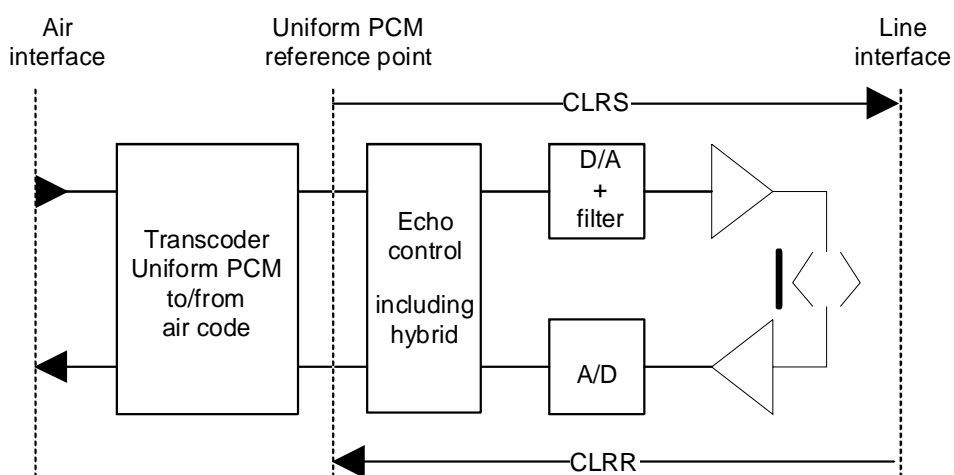 Air
interface
Uniform PCM
reference point
Line
interface
CLRS
Transcoder
Uniform PCM
to/from
air code
Echo
control
including
hybrid
D/A
+
filter
A/D
CLRR